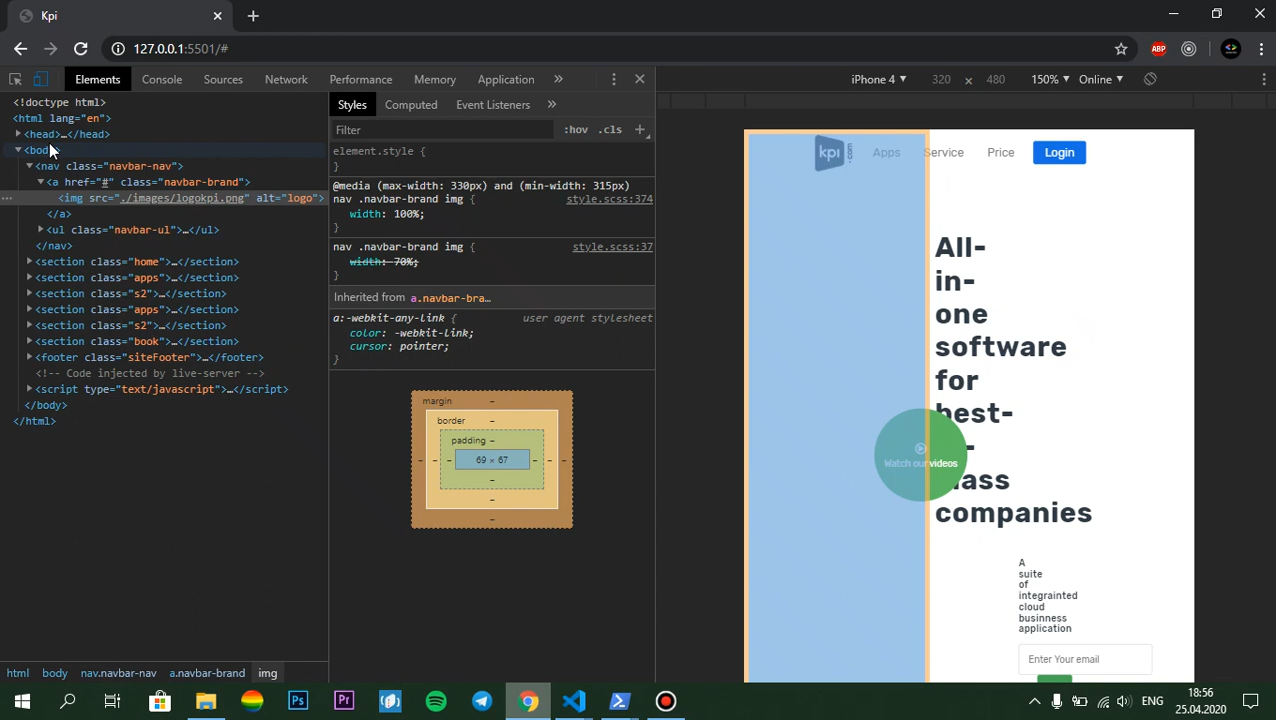 Kpi
127.0.0.1:5501/#
ABP
Elements Console Sources Network Performance Memory Application »
<!doctype html>
<html lang="en">
<head>…</head>
<body>
<nav class="navbar-nav">
<a href="#" class="navbar-brand">
<img src="./images/logokpi.png" alt="logo">
</a>
<ul class="navbar-ul">…</ul>
</nav>
<section class="home">…</section>
<section class="apps">…</section>
<section class="s2">…</section>
<section class="apps">…</section>
<section class="s2">…</section>
<section class="book">…</section>
<footer class="siteFooter">…</footer>
<!-- Code injected by live-server -->
<script type="text/javascript">…</script>
</body>
</html>
html body nav.navbar-nav a.navbar-brand img
Styles Computed Event Listeners »
Filter :hov .cls +
element.style {
}
@media (max-width: 330px) and (min-width: 315px)
nav .navbar-brand img { style.scss:374
width: 100%;
}
nav .navbar-brand img { style.scss:37
width: 70%;
}
Inherited from a.navbar-bra…
a:-webkit-any-link { user agent stylesheet
color: -webkit-link;
cursor: pointer;
}
margin
border
padding
69 × 67
iPhone 4 320 × 480 150% Online
kpi .com Apps Service Price Login
All-
in-
one
software
for
best-
companies
Watch our videos
A
suite
of
integrainted
cloud
businness
application
Enter Your email
Ps Pr
ENG
18:56
25.04.2020